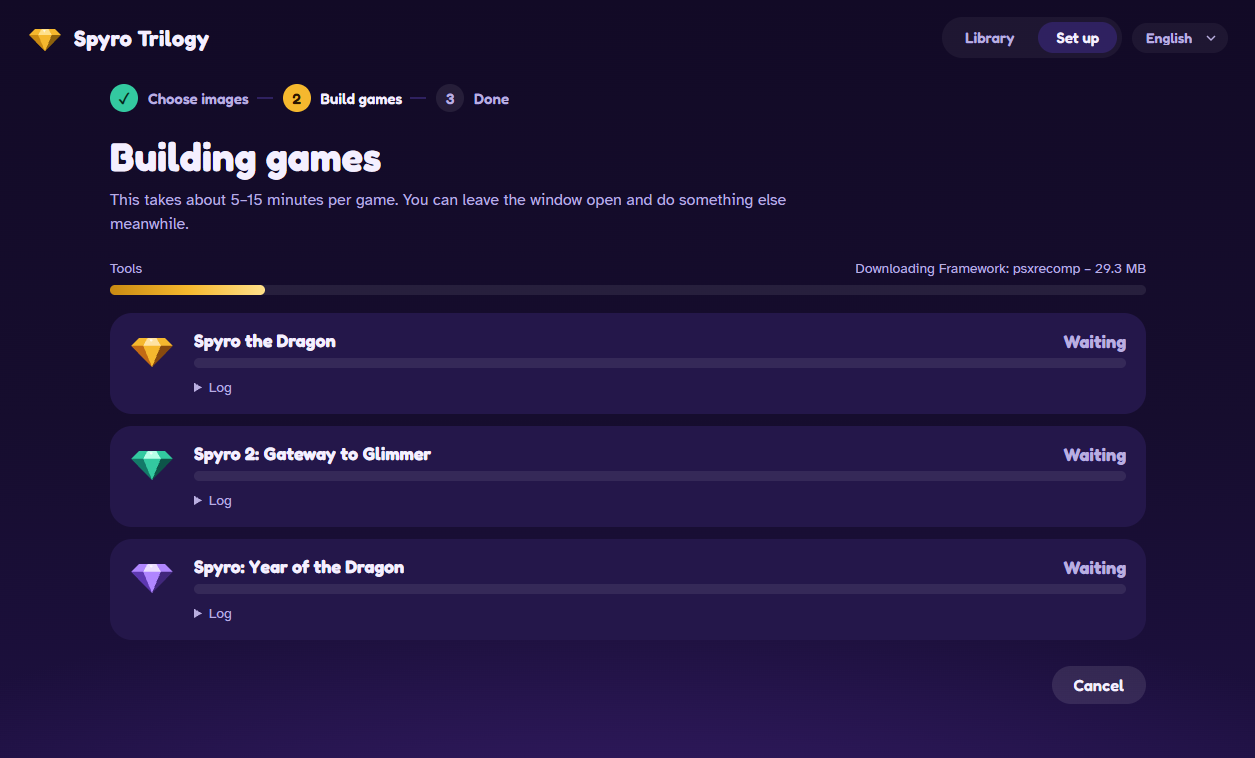 Spyro Trilogy
Library
Set up
English
✓ Choose images
2 Build games
3 Done
Building games
This takes about 5–15 minutes per game. You can leave the window open and do something else
meanwhile.
Tools
Downloading Framework: psxrecomp – 29.3 MB
Spyro the Dragon
Waiting
Log
Spyro 2: Gateway to Glimmer
Waiting
Log
Spyro: Year of the Dragon
Waiting
Log
Cancel